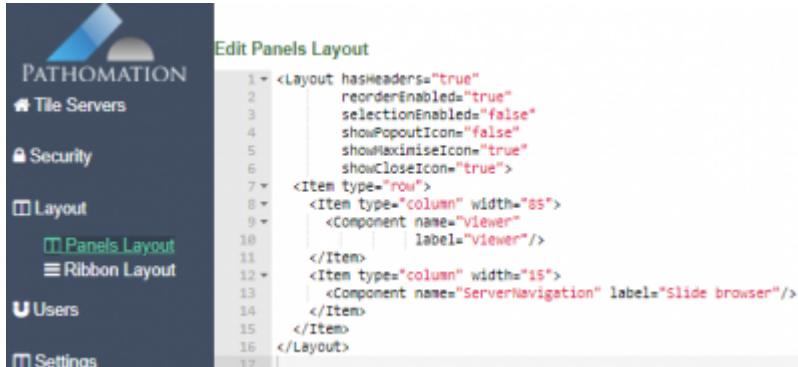 PATHOMATION
Tile Servers
Security
Layout
Panels Layout
Ribbon Layout
Users
Settings
Edit Panels Layout
1 <Layout hasHeaders="true"
2 reorderEnabled="true"
3 selectionEnabled="false"
4 showPopoutIcon="false"
5 showMaximiseIcon="true"
6 showCloseIcon="true">
7 <Item type="row">
8 <Item type="column" width="85">
9 <Component name="Viewer"
10 label="Viewer"/>
11 </Item>
12 <Item type="column" width="15">
13 <Component name="ServerNavigation" label="Slide browser"/>
14 </Item>
15 </Item>
16 </Layout>
17